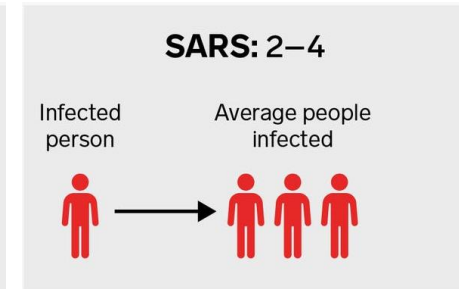 SARS: 2–4
Infected
person
Average people
infected